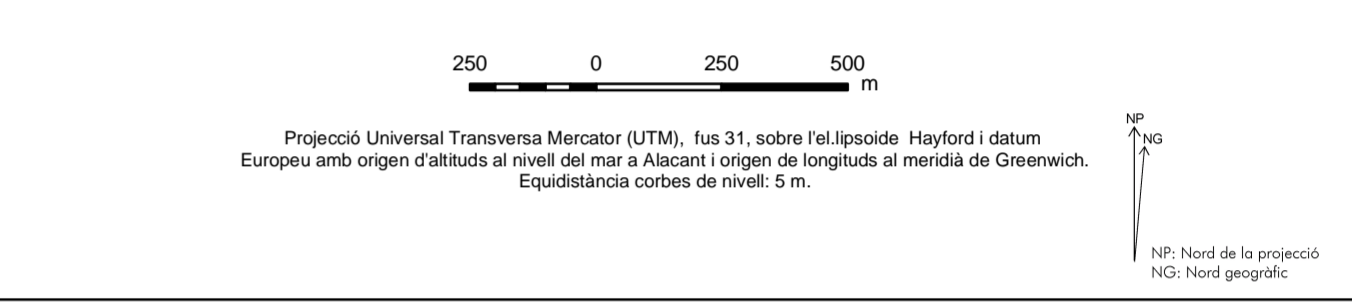 250 0 250 500
m
Projecció Universal Transversa Mercator (UTM), fus 31, sobre l'el.lipsoide Hayford i datum
Europeu amb origen d'altituds al nivell del mar a Alacant i origen de longituds al meridià de Greenwich.
Equidistància corbes de nivell: 5 m.
NP
NG
NP: Nord de la projecció
NG: Nord geogràfic